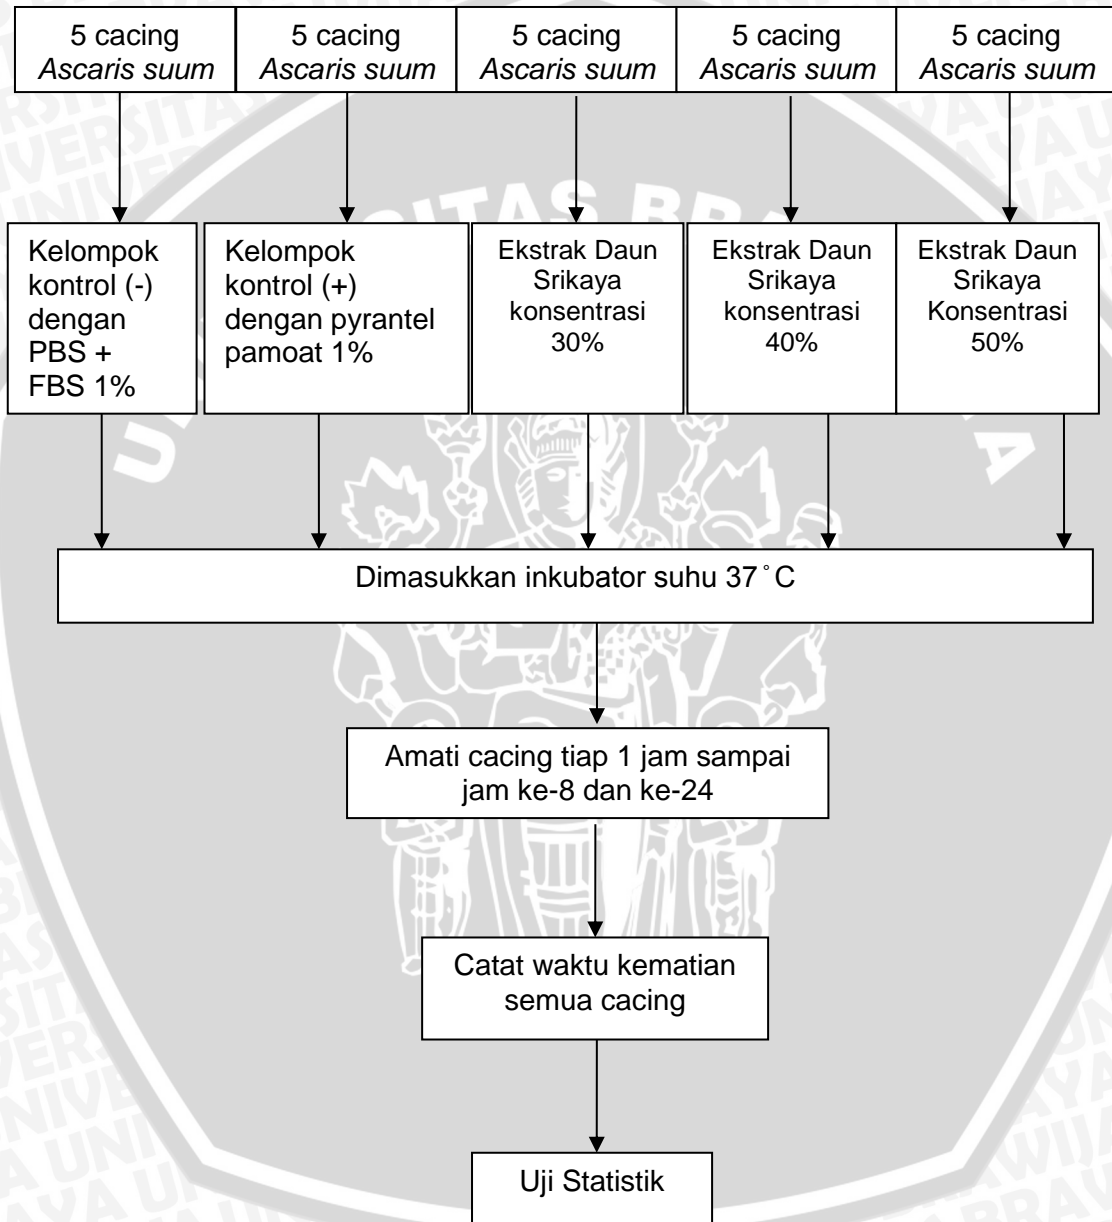 5 cacing
Ascaris suum
5 cacing
Ascaris suum
5 cacing
Ascaris suum
5 cacing
Ascaris suum
5 cacing
Ascaris suum
Kelompok
kontrol (-)
dengan
PBS +
FBS 1%
Kelompok
kontrol (+)
dengan pyrantel
pamoat 1%
Ekstrak Daun
Srikaya
konsentrasi
30%
Ekstrak Daun
Srikaya
konsentrasi
40%
Ekstrak Daun
Srikaya
Konsentrasi
50%
Dimasukkan inkubator suhu 37˚C
Amati cacing tiap 1 jam sampai
jam ke-8 dan ke-24
Catat waktu kematian
semua cacing
Uji Statistik